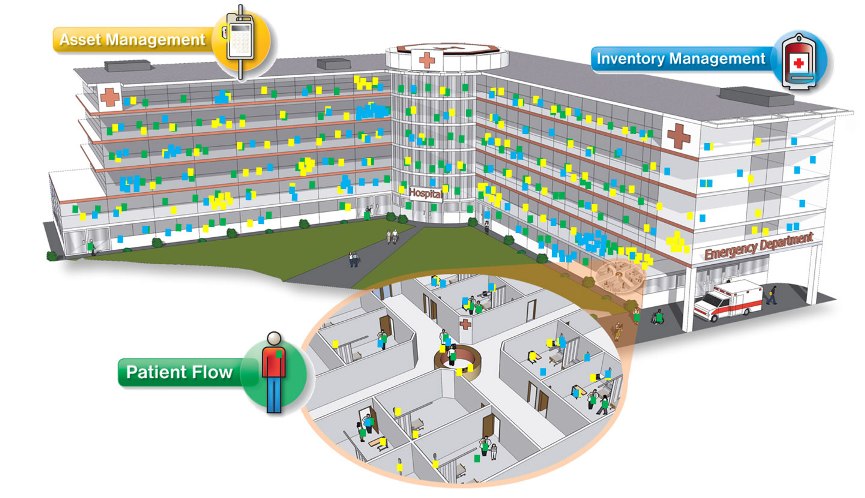 Asset Management
Inventory Management
Hospital
Emergency Department
Patient Flow